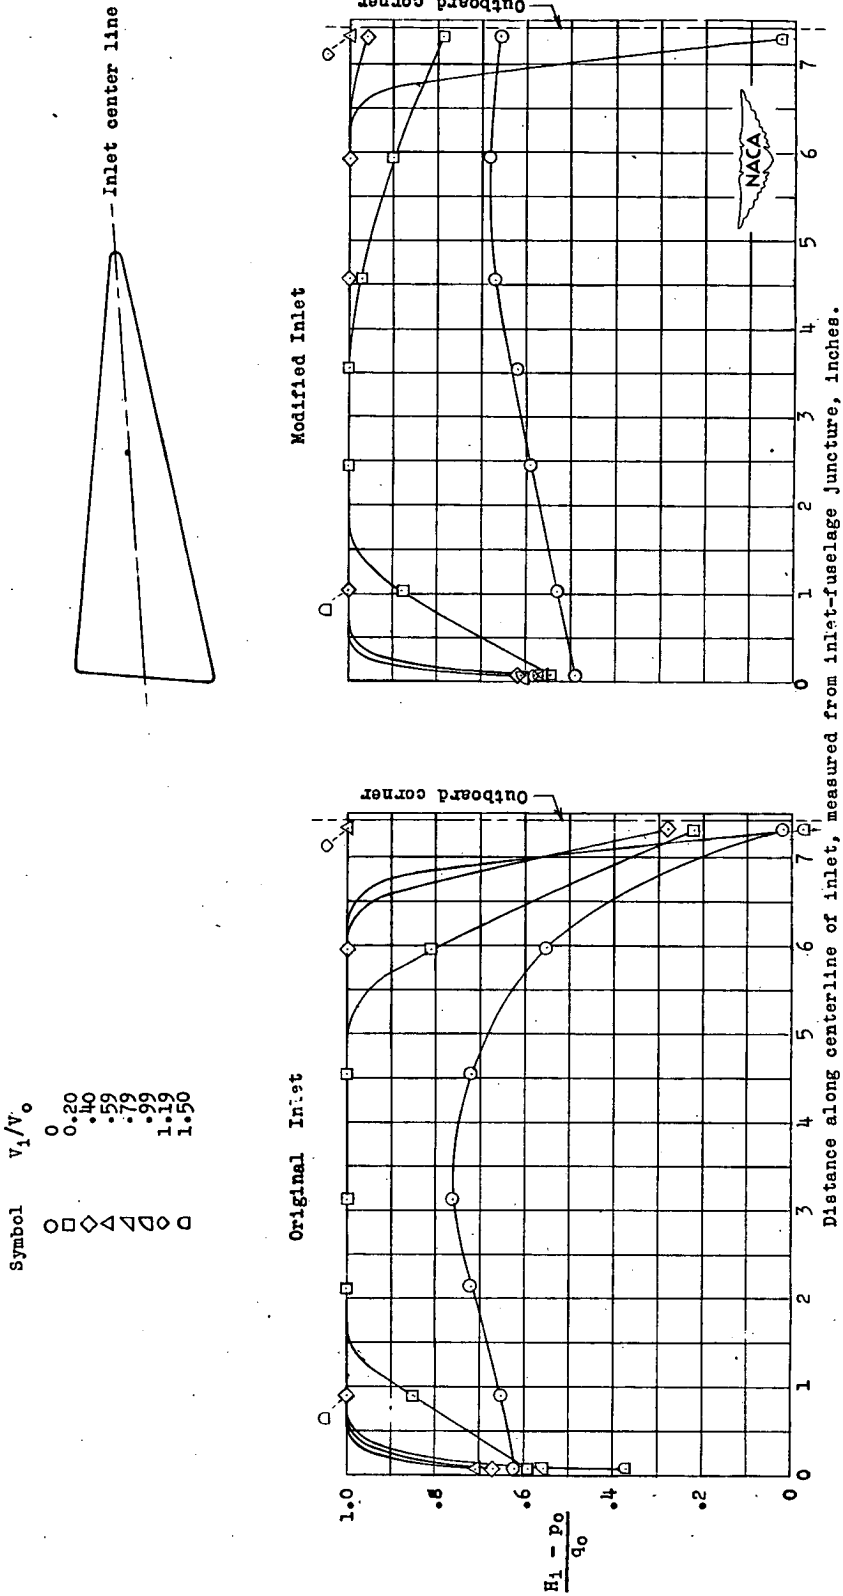 Symbol V₁/V₀
0
0.20
.40
.59
.79
.99
1.19
1.50
Inlet center line
Original Inlet
Outboard corner
Modified Inlet
Outboard corner
1.0
.8
.6
.4
.2
0
H₁ - p₀
q₀
0 1 2 3 4 5 6 7
0 1 2 3 4 5 6 7
NACA
Distance along centerline of inlet, measured from inlet-fuselage juncture, inches.